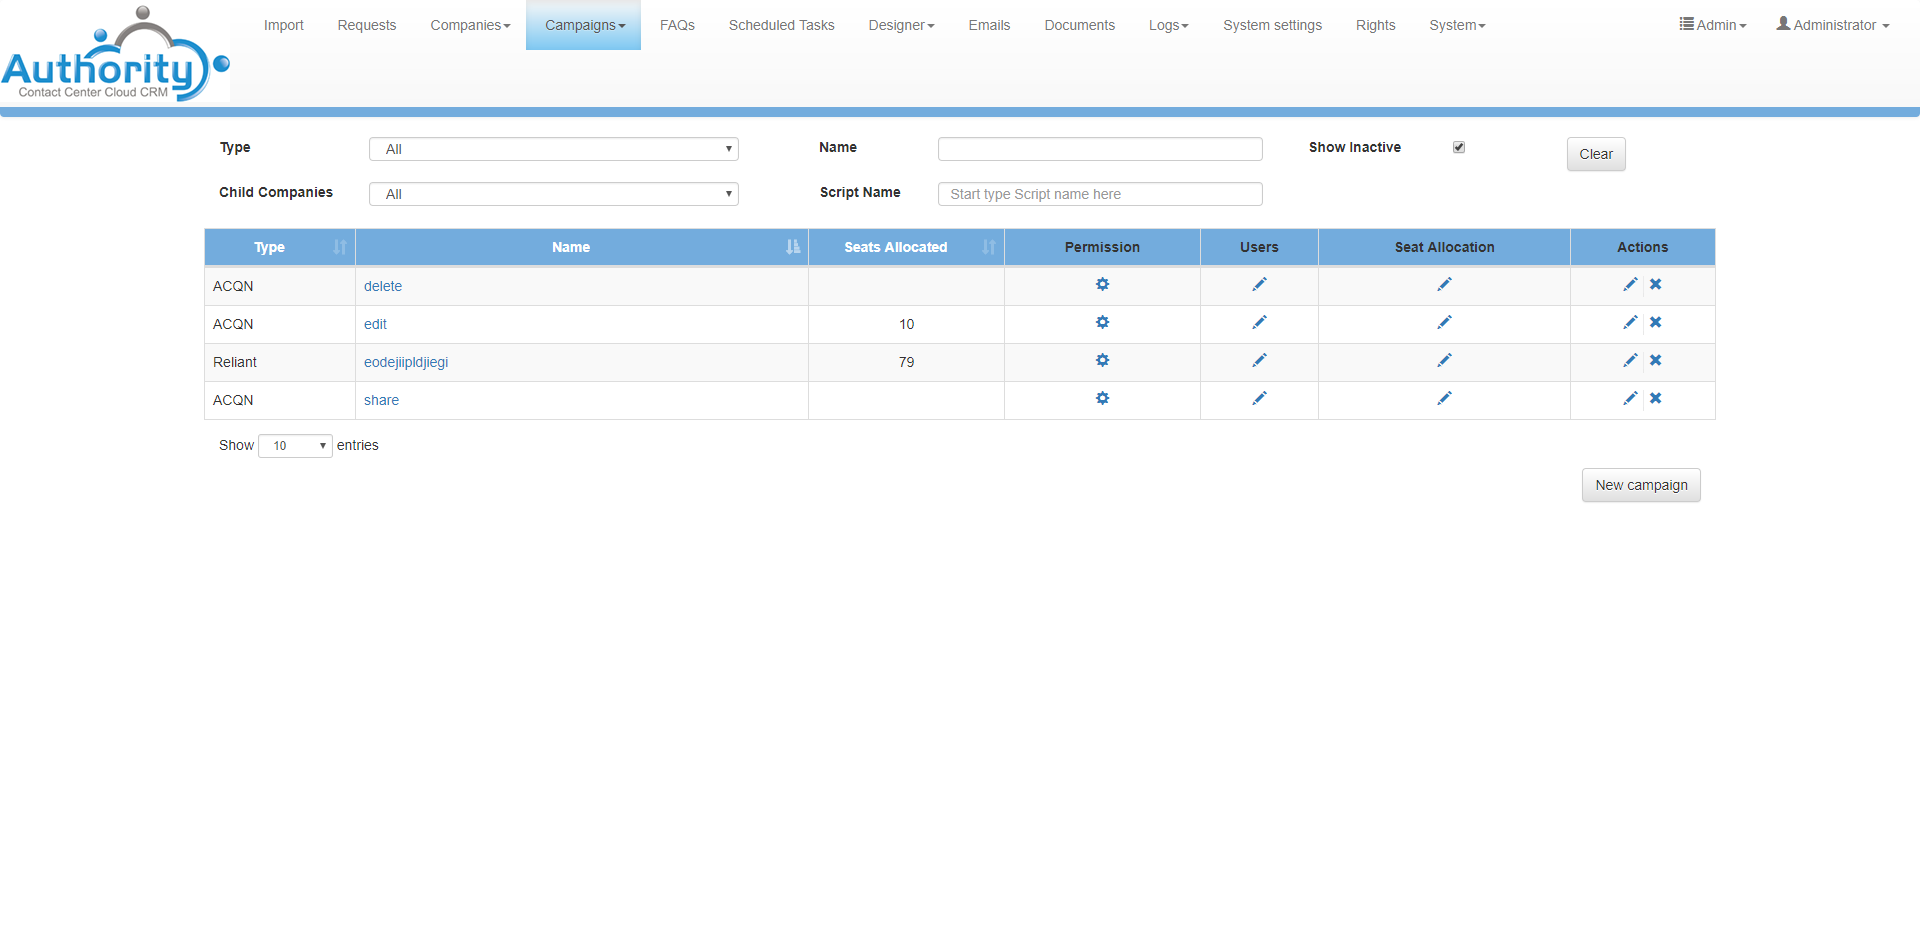 Import Requests Companies Campaigns FAQs Scheduled Tasks Designer Emails Documents Logs System settings Rights System Admin Administrator
Authority
Contact Center Cloud CRM
Type All Name Show Inactive Clear
Child Companies All Script Name Start type Script name here
Type Name Seats Allocated Permission Users Seat Allocation Actions
ACQN delete
ACQN edit 10
Reliant eodejiipldjiegi 79
ACQN share
Show 10 entries
New campaign